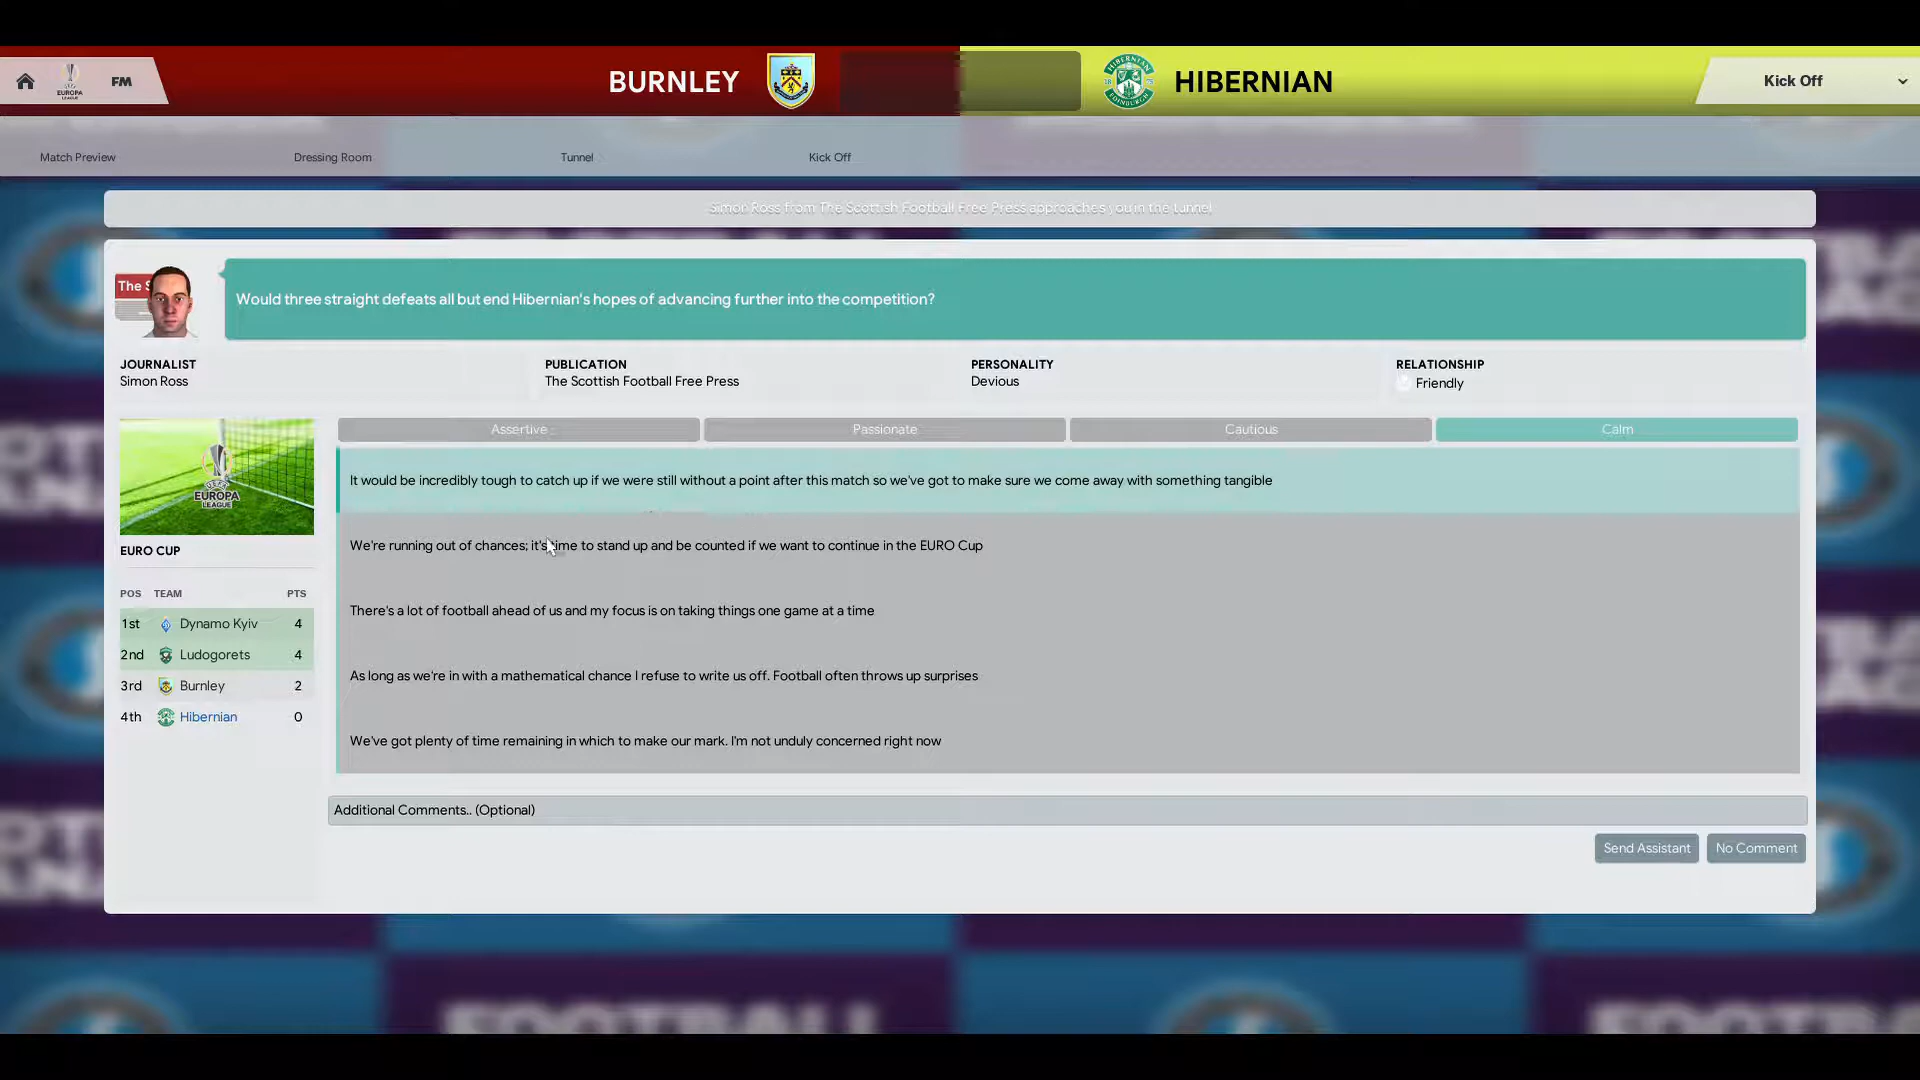 UROPA
LEAGUE
FM
BURNLEY
HIBERNIAN
EDINBURGH
HIBERNIAN
Kick Off
Match Preview
Dressing Room
Tunnel
Kick Off
Simon Ross from The Scottish Football Free Press approaches you in the tunnel
The S
Would three straight defeats all but end Hibernian's hopes of advancing further into the competition?
JOURNALIST
Simon Ross
PUBLICATION
The Scottish Football Free Press
PERSONALITY
Devious
RELATIONSHIP
Friendly
Assertive
Passionate
Cautious
Calm
UEFA
EUROPA
LEAGUE
EURO CUP
POS TEAM PTS
1st Dynamo Kyiv 4
2nd Ludogorets 4
3rd Burnley 2
4th Hibernian 0
It would be incredibly tough to catch up if we were still without a point after this match so we've got to make sure we come away with something tangible
We're running out of chances; it's time to stand up and be counted if we want to continue in the EURO Cup
There's a lot of football ahead of us and my focus is on taking things one game at a time
As long as we're in with a mathematical chance I refuse to write us off. Football often throws up surprises
We've got plenty of time remaining in which to make our mark. I'm not unduly concerned right now
Additional Comments.. (Optional)
Send Assistant
No Comment
FOOTBALL